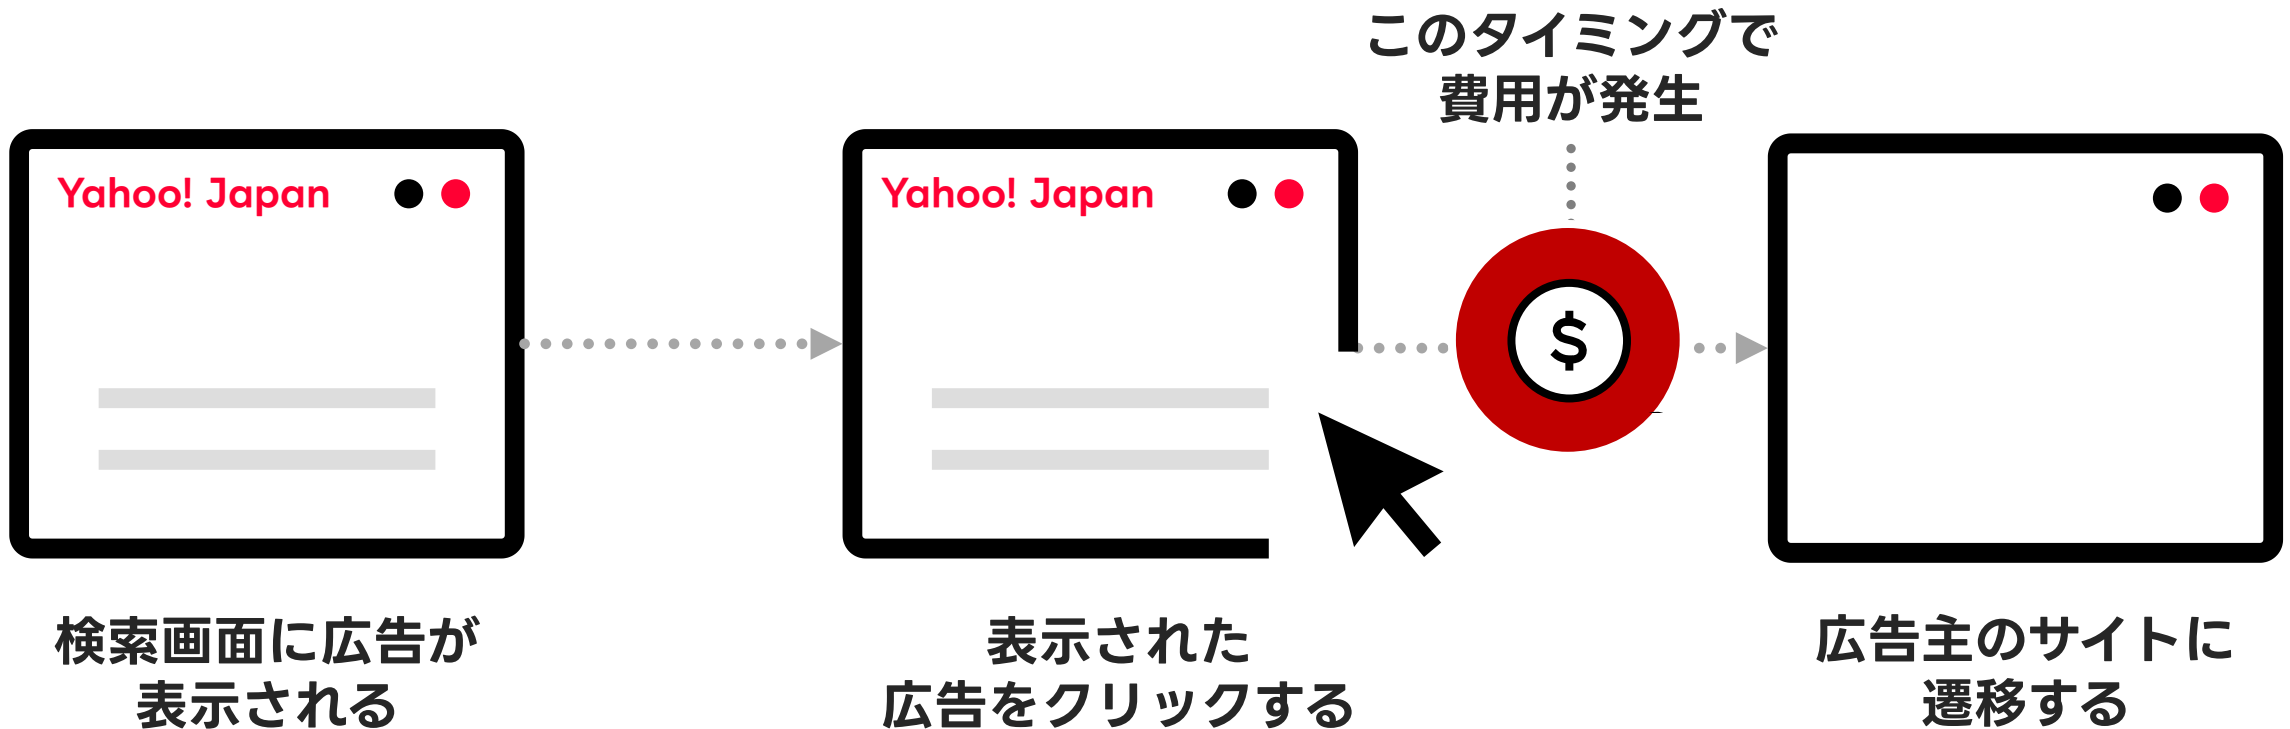 このタイミングで
費用が発生
Yahoo! Japan
Yahoo! Japan
$
検索画面に広告が
表示される
表示された
広告をクリックする
広告主のサイトに
遷移する